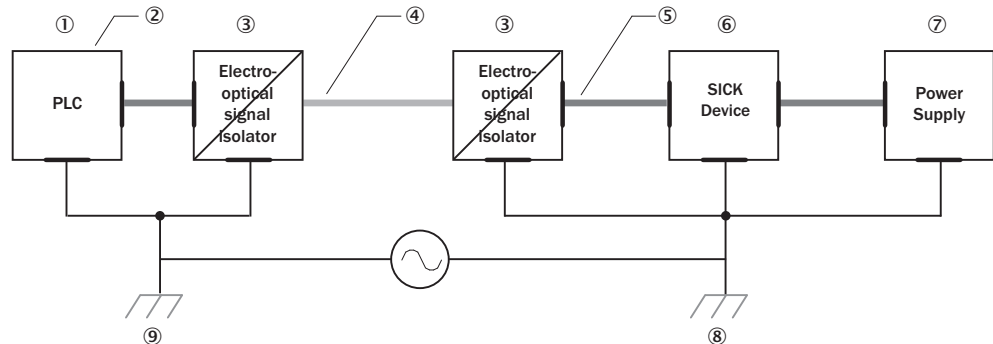 ① ② ③ ④ ③ ⑤ ⑥ ⑦
PLC
Electro-
optical
signal
isolator
Electro-
optical
signal
isolator
SICK
Device
Power
Supply
⑨ ⑧